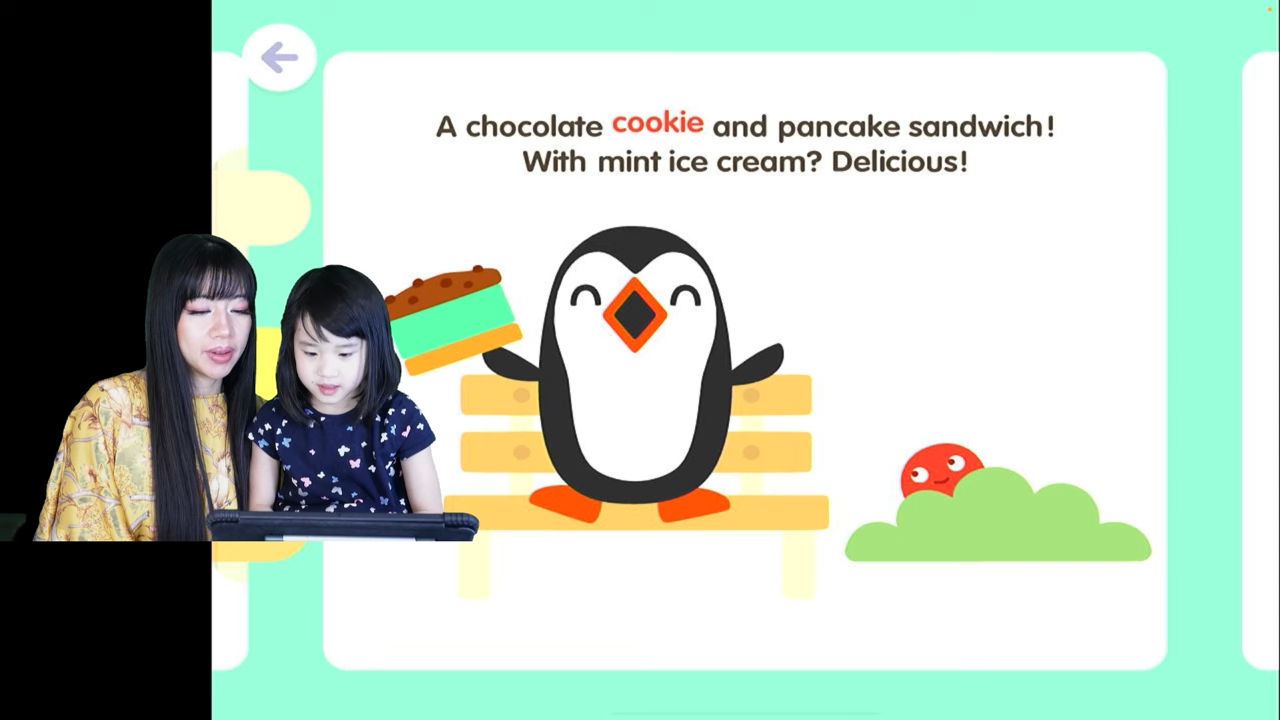 A chocolate cookie and pancake sandwich!
With mint ice cream? Delicious!